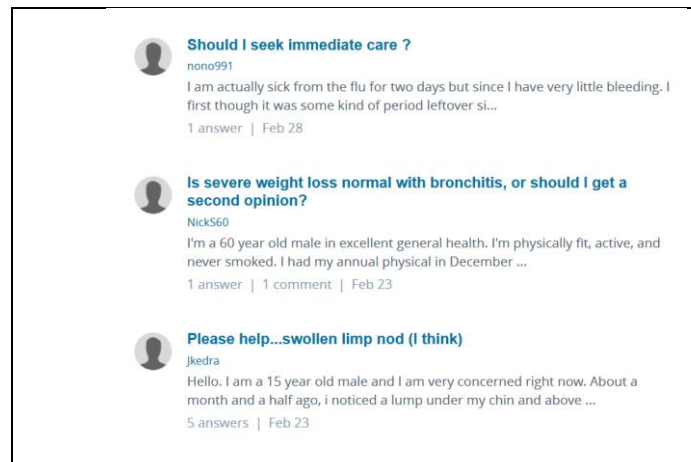 Should I seek immediate care ?
nono991
I am actually sick from the flu for two days but since I have very little bleeding. I
first though it was some kind of period leftover si...
1 answer | Feb 28
Is severe weight loss normal with bronchitis, or should I get a
second opinion?
NickS60
I'm a 60 year old male in excellent general health. I'm physically fit, active, and
never smoked. I had my annual physical in December ...
1 answer | 1 comment | Feb 23
Please help...swollen limp nod (I think)
Jkedra
Hello. I am a 15 year old male and I am very concerned right now. About a
month and a half ago, i noticed a lump under my chin and above ...
5 answers | Feb 23